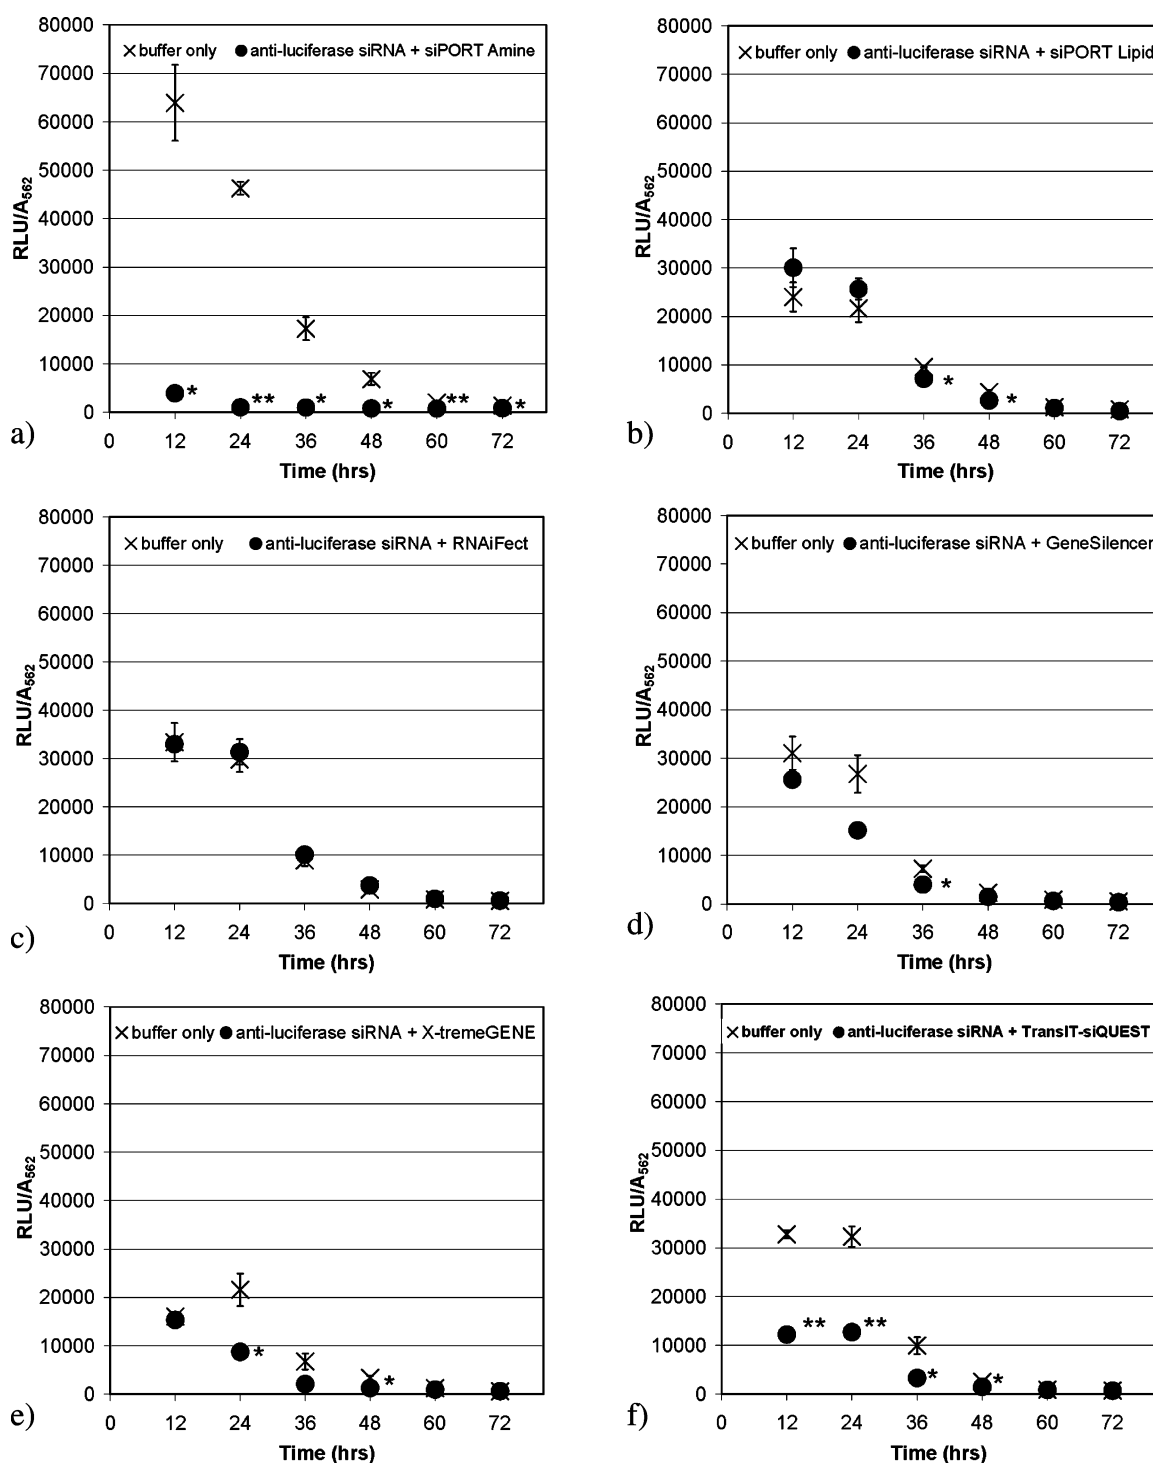 × buffer only ● anti-luciferase siRNA + siPORT Amine
80000
70000
60000
50000
40000
30000
20000
10000
0
RLU/A562
* ** * * ** *
0 12 24 36 48 60 72
Time (hrs)
a)
× buffer only ● anti-luciferase siRNA + siPORT Lipid
80000
70000
60000
50000
40000
30000
20000
10000
0
RLU/A562
* *
0 12 24 36 48 60 72
Time (hrs)
b)
× buffer only ● anti-luciferase siRNA + RNAiFect
80000
70000
60000
50000
40000
30000
20000
10000
0
RLU/A562
0 12 24 36 48 60 72
Time (hrs)
c)
× buffer only ● anti-luciferase siRNA + GeneSilencer
80000
70000
60000
50000
40000
30000
20000
10000
0
RLU/A562
*
0 12 24 36 48 60 72
Time (hrs)
d)
× buffer only ● anti-luciferase siRNA + X-tremeGENE
80000
70000
60000
50000
40000
30000
20000
10000
0
RLU/A562
* *
0 12 24 36 48 60 72
Time (hrs)
e)
× buffer only ● anti-luciferase siRNA + TransIT-siQUEST
80000
70000
60000
50000
40000
30000
20000
10000
0
RLU/A562
** ** * *
0 12 24 36 48 60 72
Time (hrs)
f)